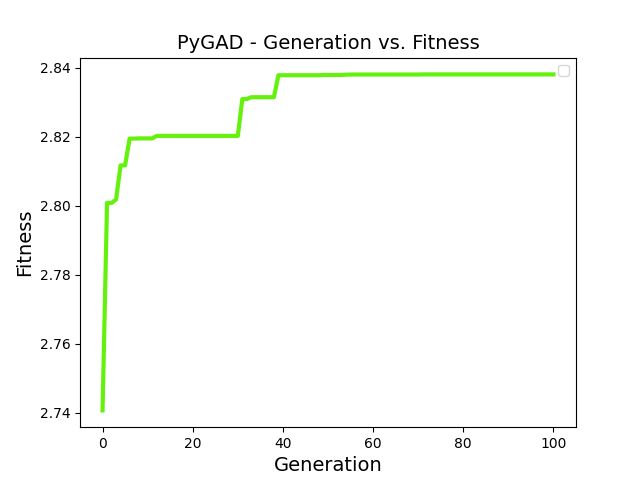 PyGAD - Generation vs. Fitness
2.84
2.82
2.80
2.78
2.76
2.74
Fitness
0 20 40 60 80 100
Generation